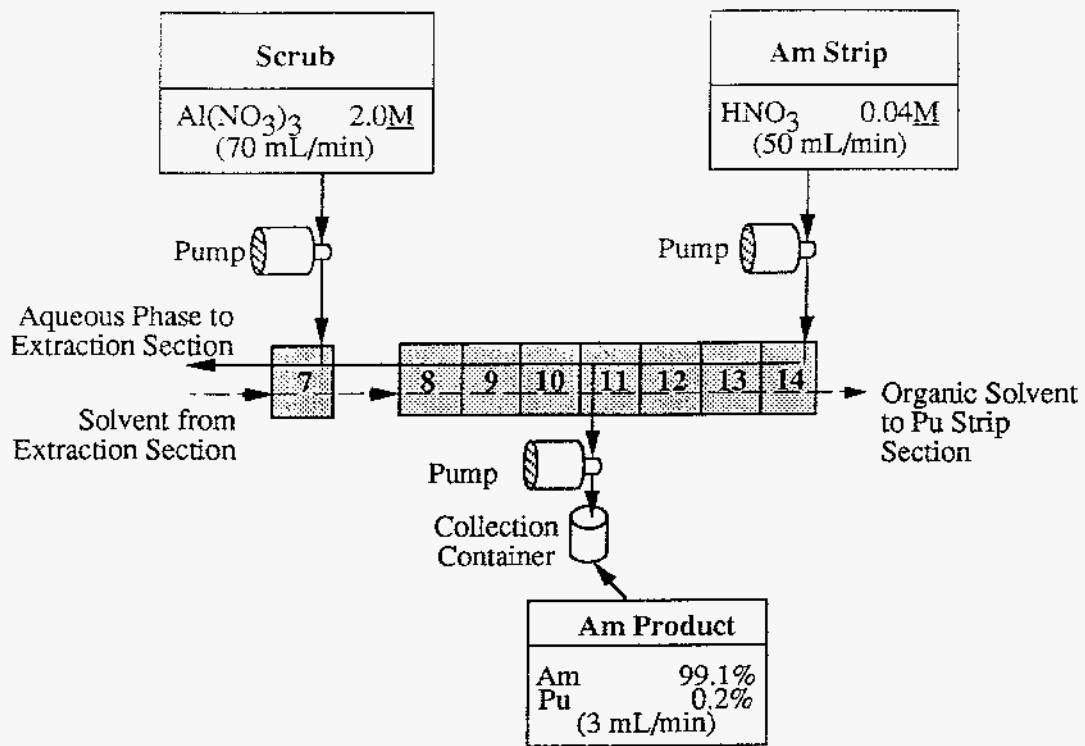 Scrub
Al(NO3)3 2.0M
(70 mL/min)
Am Strip
HNO3 0.04M
(50 mL/min)
Pump
Pump
Aqueous Phase to
Extraction Section
7
8 9 10 11 12 13 14
Solvent from
Extraction Section
Organic Solvent
to Pu Strip
Section
Pump
Collection
Container
Am Product
Am 99.1%
Pu 0.2%
(3 mL/min)